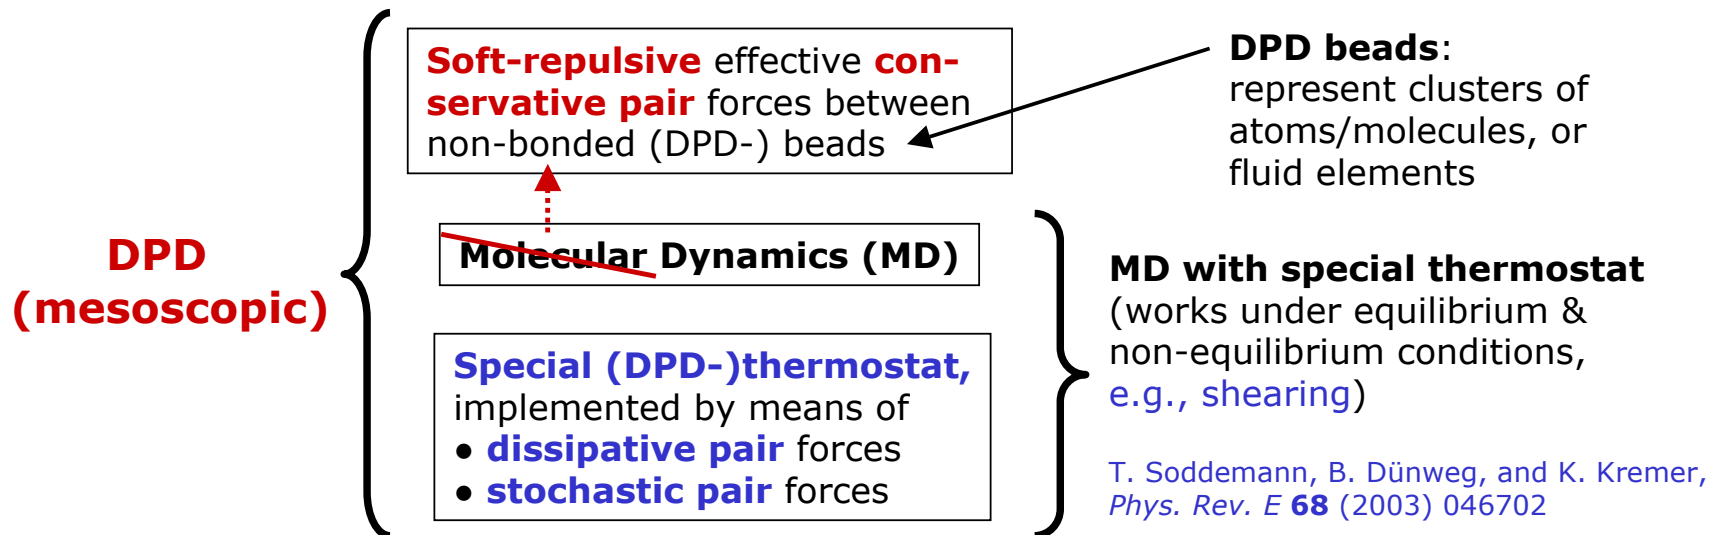 DPD
(mesoscopic)
Soft-repulsive effective con-
servative pair forces between
non-bonded (DPD-) beads
Molecular Dynamics (MD)
Special (DPD-)thermostat,
implemented by means of
● dissipative pair forces
● stochastic pair forces
DPD beads:
represent clusters of
atoms/molecules, or
fluid elements
MD with special thermostat
(works under equilibrium &
non-equilibrium conditions,
e.g., shearing)
T. Soddemann, B. Dünweg, and K. Kremer,
Phys. Rev. E 68 (2003) 046702